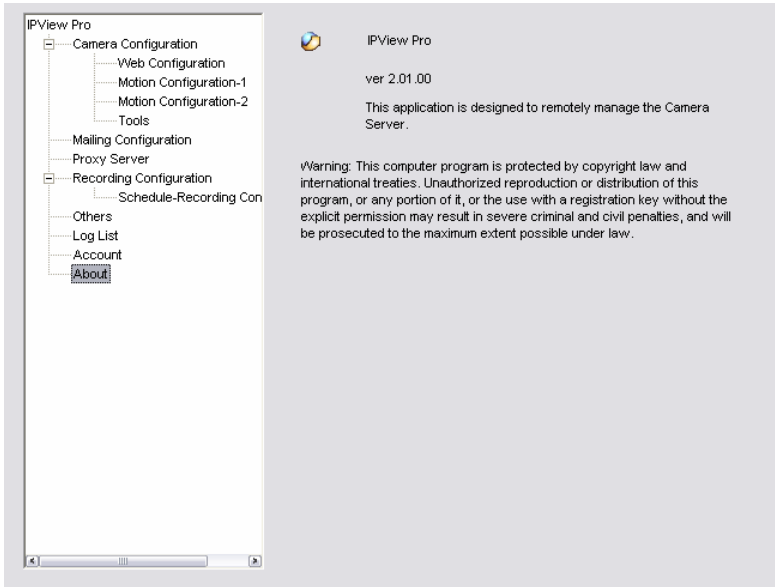 IPView Pro
Camera Configuration
Web Configuration
Motion Configuration-1
Motion Configuration-2
Tools
Mailing Configuration
Proxy Server
Recording Configuration
Schedule-Recording Con
Others
Log List
Account
About
IPView Pro
ver 2.01.00
This application is designed to remotely manage the Camera
Server.
Warning: This computer program is protected by copyright law and
international treaties. Unauthorized reproduction or distribution of this
program, or any portion of it, or the use with a registration key without the
explicit permission may result in severe criminal and civil penalties, and will
be prosecuted to the maximum extent possible under law.